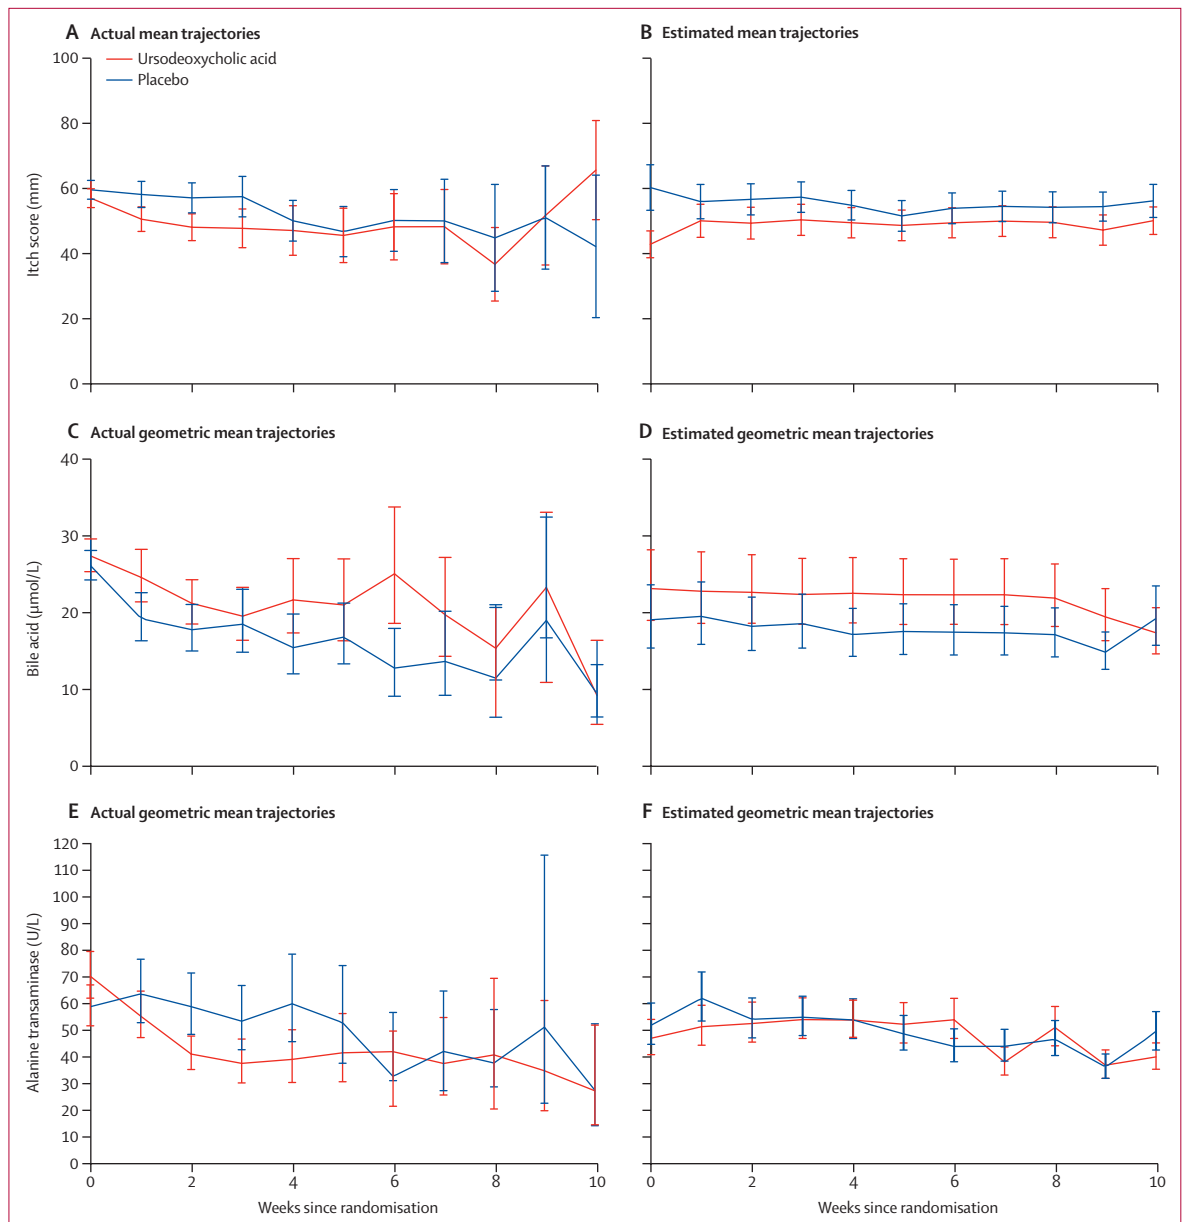 A Actual mean trajectories
Ursodeoxycholic acid
Placebo
Itch score (mm)
100
80
60
40
20
0
B Estimated mean trajectories
C Actual geometric mean trajectories
Bile acid (μmol/L)
40
30
20
10
0
D Estimated geometric mean trajectories
E Actual geometric mean trajectories
Alanine transaminase (U/L)
120
110
100
90
80
70
60
50
40
30
20
10
0
0 2 4 6 8 10
Weeks since randomisation
F Estimated geometric mean trajectories
0 2 4 6 8 10
Weeks since randomisation